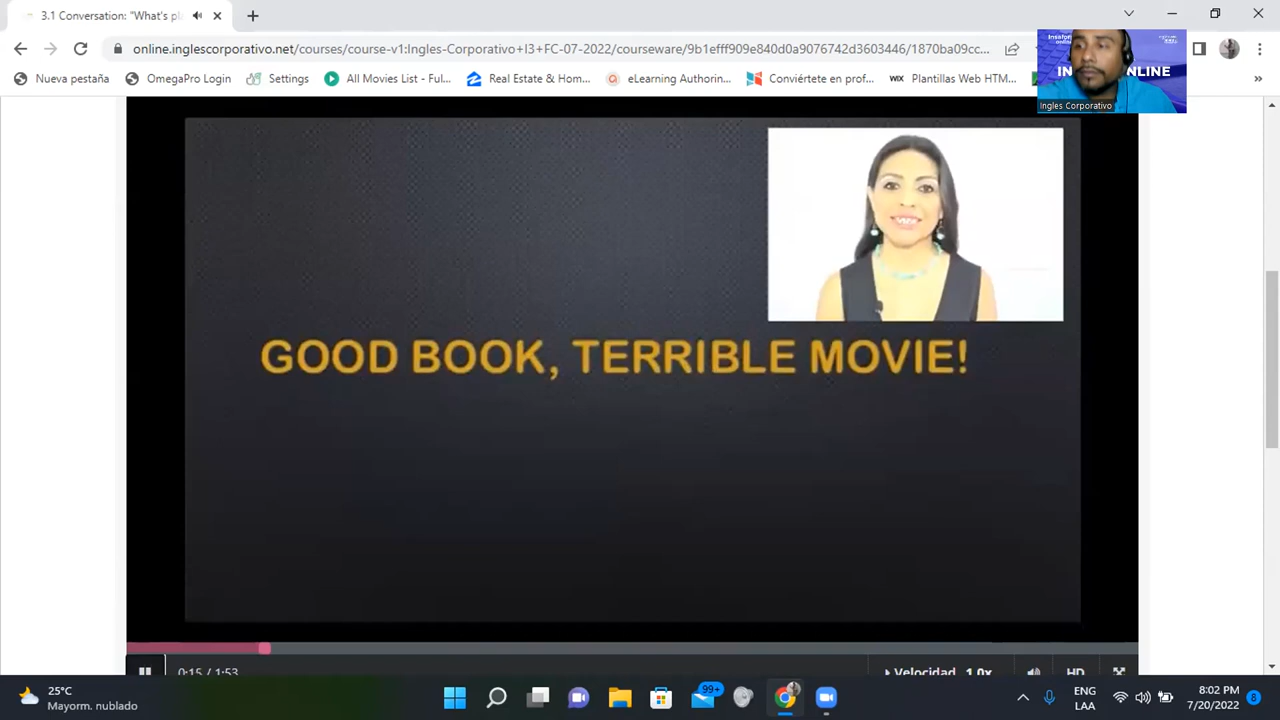 3.1 Conversation: "What's pl
online.inglescorporativo.net/courses/course-v1:Ingles-Corporativo+I3+FC-07-2022/courseware/9b1efff909e840db8b076742d3603446/1870ba09cc...
Nueva pestaña
OmegaPro Login
Settings
All Movies List - Ful...
Real Estate & Hom...
eLearning Authorin...
Conviértete en prof...
WIX
Plantillas Web HTM...
»
NLINE
Ingles Corporativo
GOOD BOOK, TERRIBLE MOVIE!
0:15 / 1:53
Velocidad 1.0x
HD
25°C
Mayorm. nublado
99+
ENG
LAA
8:02 PM
7/20/2022
8